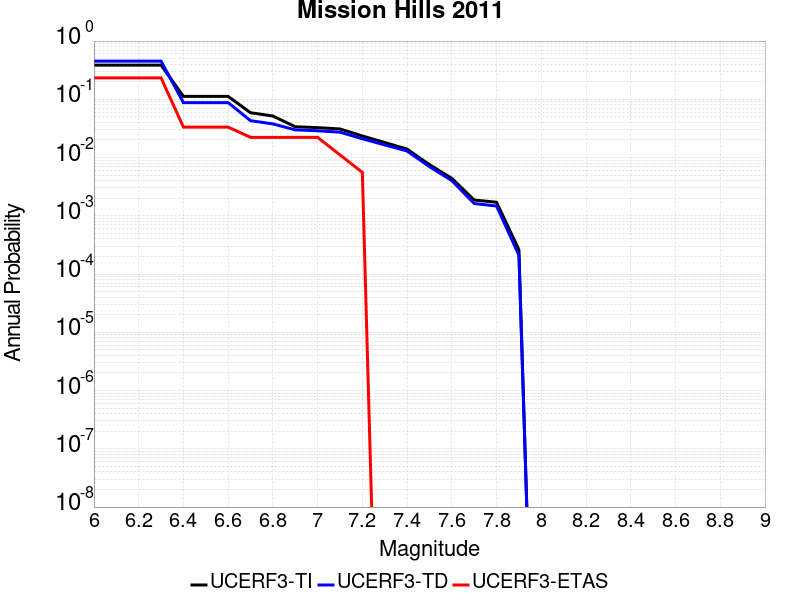 Mission Hills 2011
Annual Probability
10^0
10^-1
10^-2
10^-3
10^-4
10^-5
10^-6
10^-7
10^-8
6 6.2 6.4 6.6 6.8 7 7.2 7.4 7.6 7.8 8 8.2 8.4 8.6 8.8 9
Magnitude
UCERF3-TI UCERF3-TD UCERF3-ETAS